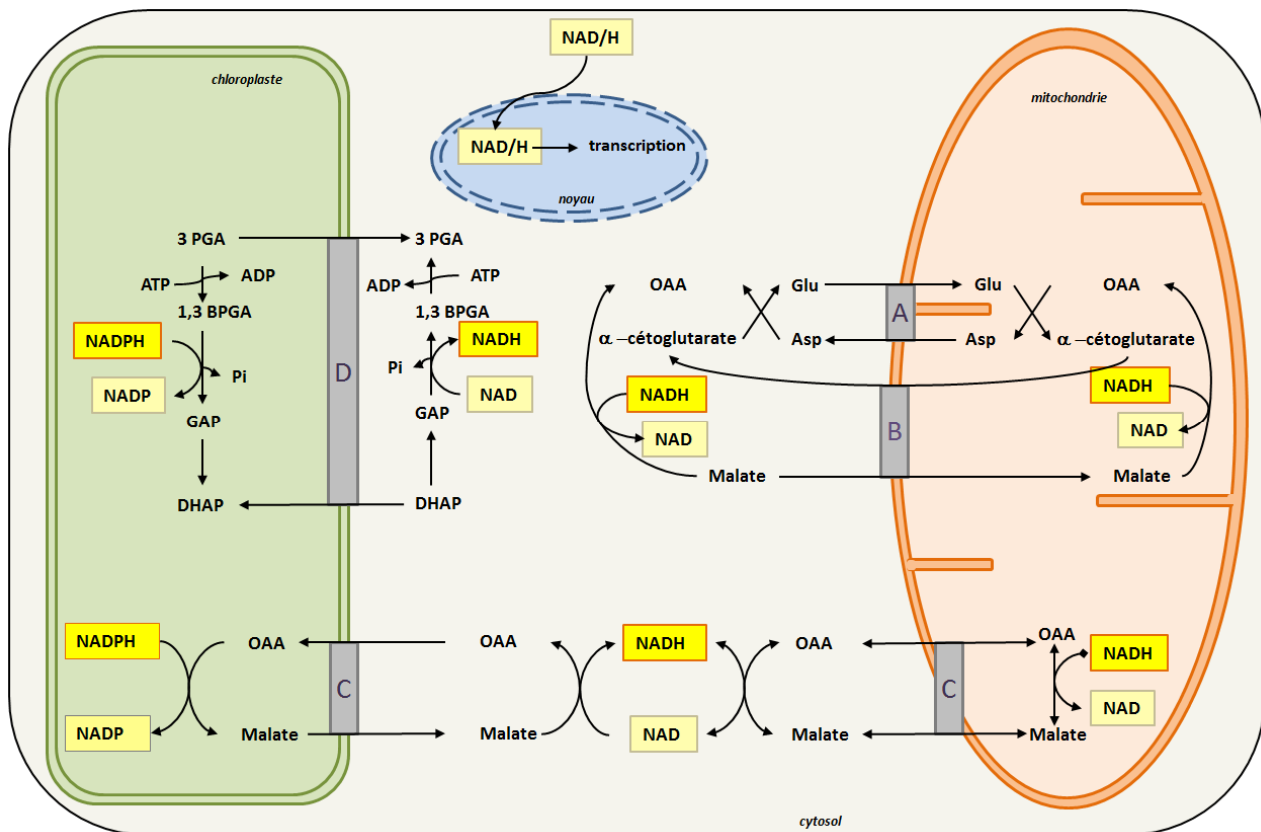 NAD/H
chloroplaste
mitochondrie
NAD/H
transcription
noyau
3 PGA
3 PGA
ATP
ADP
ADP
ATP
1,3 BPGA
1,3 BPGA
NADPH
NADH
Pi
Pi
NADP
NAD
GAP
GAP
D
DHAP
DHAP
OAA
Glu
Glu
OAA
A
α –cétoglutarate
Asp
Asp
α –cétoglutarate
NADH
NADH
B
NAD
NAD
Malate
Malate
NADPH
OAA
OAA
NADH
OAA
OAA
NADH
C
C
NADP
Malate
Malate
NAD
Malate
Malate
NAD
cytosol